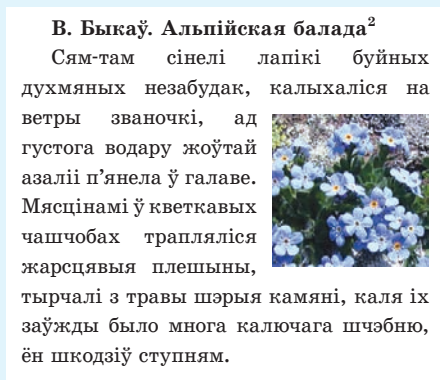 В. Быкаў. Альпійская балада²
Сям-там сінелі лапікі буйных
духмяных незабудак, калыхаліся на
ветры званочкі, ад
густога водару жоўтай
азаліі п’янела ў галаве.
Мясцінамі ў кветкавых
чашчобах трапляліся
жарсцявыя плешыны,
тырчалі з травы шэрыя камяні, каля іх
заўжды было многа калючага шчэбню,
ён шкодзіў ступням.